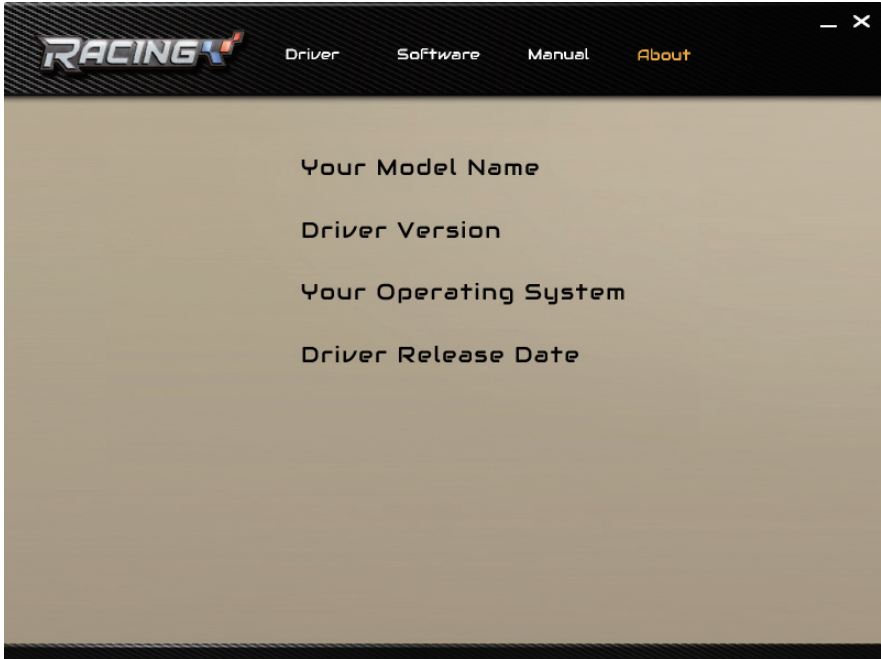 RACING
Driver Software Manual About
Your Model Name
Driver Version
Your Operating System
Driver Release Date